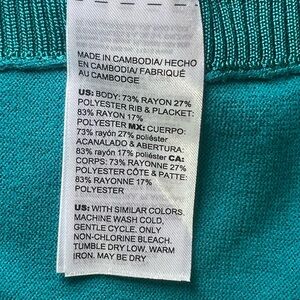 MADE IN CAMBODIA/ HECHO
EN CAMBODIA/ FABRIQUÉ
AU CAMBODGE
US: BODY: 73% RAYON 27%
POLYESTER RIB & PLACKET:
83% RAYON 17%
POLYESTER MX: CUERPO:
73% rayón 27% poliéster
ACANALADO & ABERTURA:
83% rayón 17% poliéster CA:
CORPS: 73% RAYONNE 27%
POLYESTER CÔTE & PATTE:
83% RAYONNE 17%
POLYESTER
US: WITH SIMILAR COLORS.
MACHINE WASH COLD,
GENTLE CYCLE. ONLY
NON-CHLORINE BLEACH.
TUMBLE DRY LOW. WARM
IRON. MAY BE DRY